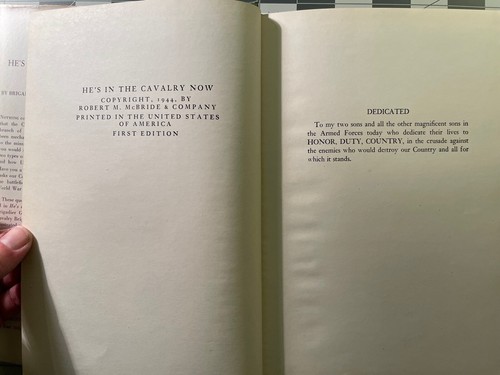 HE'S
BY BRIGA
HE'S IN THE CAVALRY NOW
COPYRIGHT, 1944, BY
ROBERT M. McBRIDE & COMPANY
PRINTED IN THE UNITED STATES
OF AMERICA
FIRST EDITION
DEDICATED
To my two sons and all the other magnificent sons in
the Armed Forces today who dedicate their lives to
HONOR, DUTY, COUNTRY, in the crusade against
the enemies who would destroy our Country and all for
which it stands.